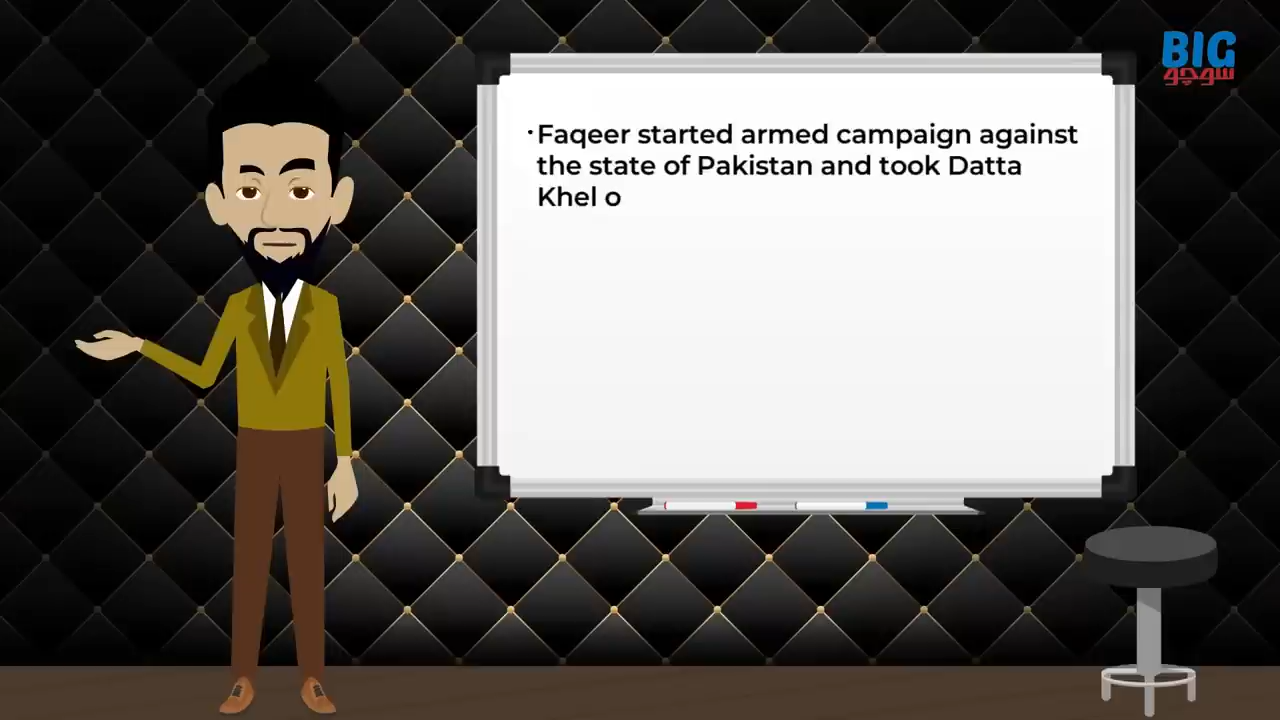 BIG
سوچو
·Faqeer started armed campaign against
the state of Pakistan and took Datta
Khel o